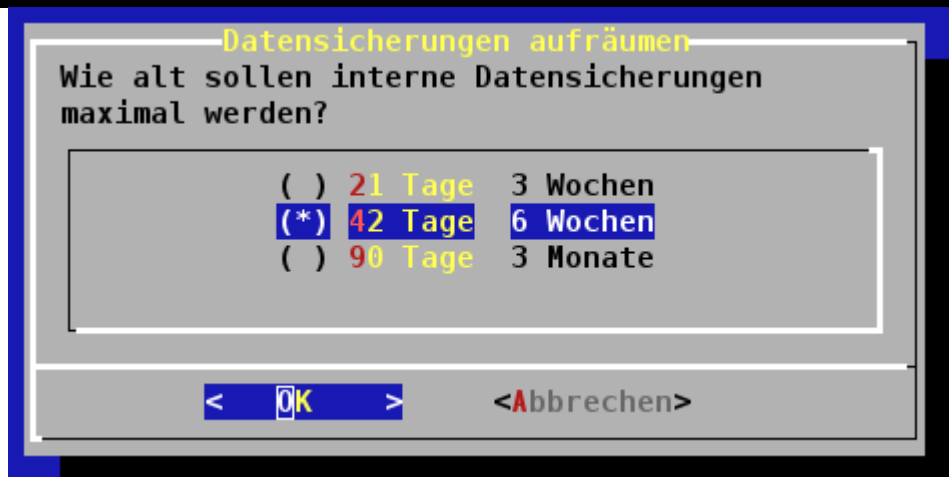 Datensicherungen aufräumen
Wie alt sollen interne Datensicherungen
maximal werden?
( ) 21 Tage 3 Wochen
(*) 42 Tage 6 Wochen
( ) 90 Tage 3 Monate
< OK > <Abbrechen>